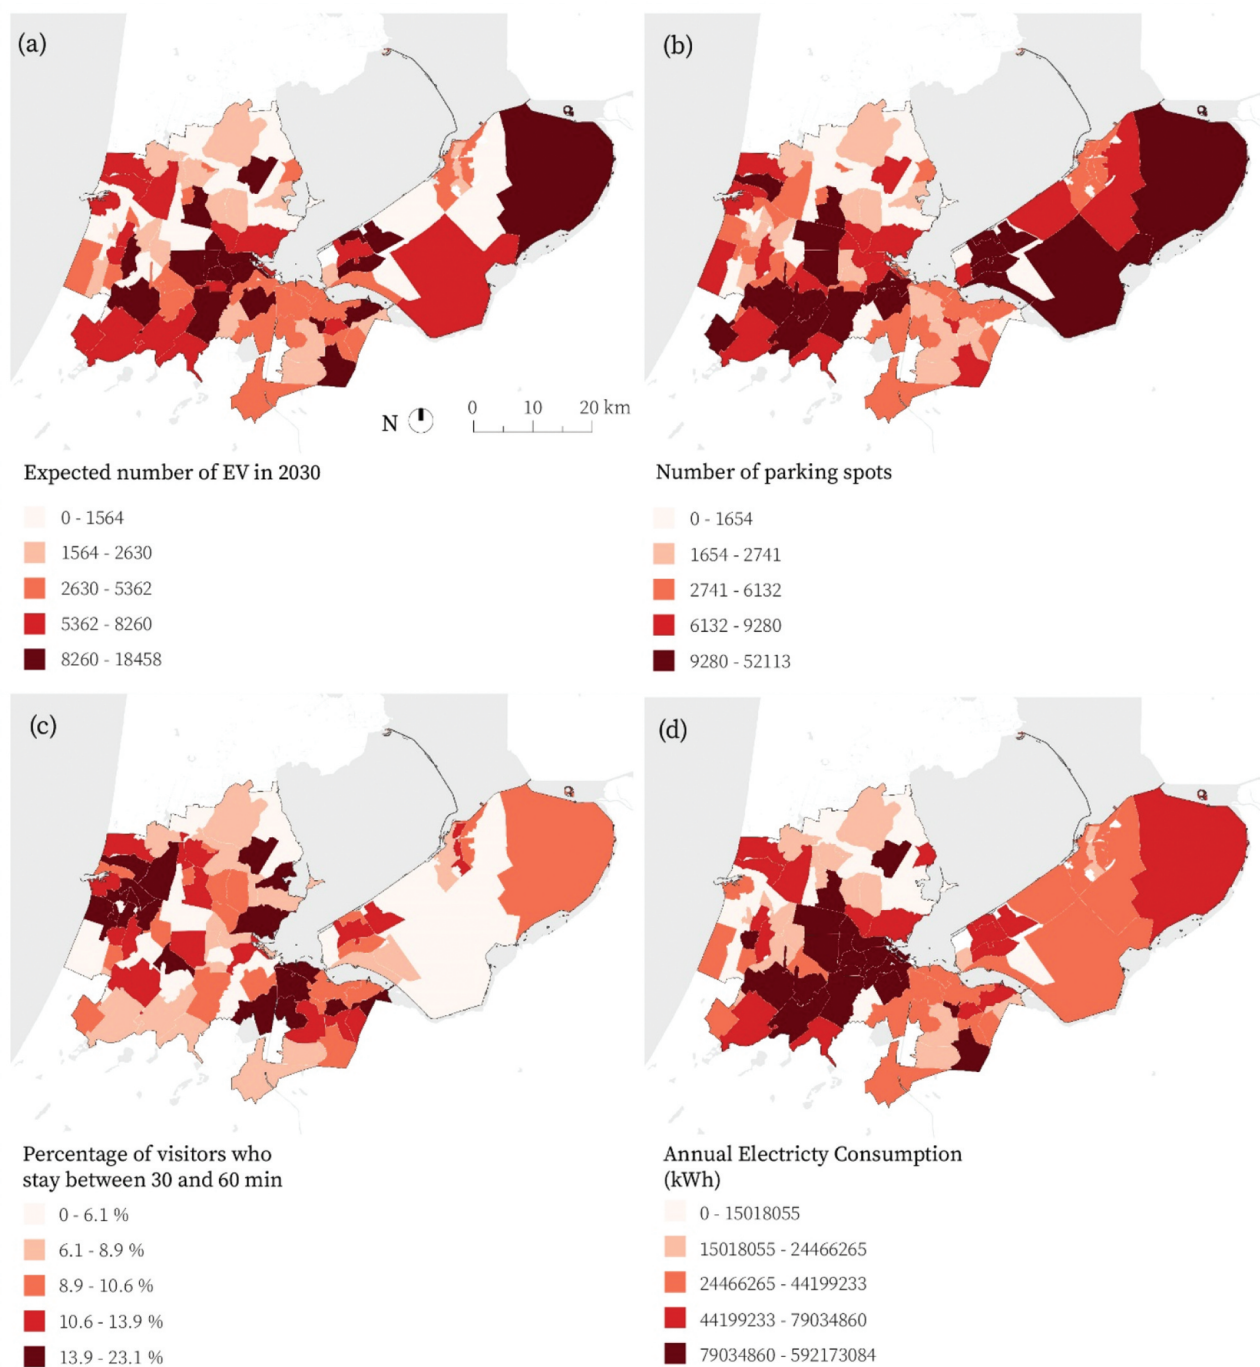 (a)
(b)
N
0 10 20 km
Expected number of EV in 2030
0 - 1564
1564 - 2630
2630 - 5362
5362 - 8260
8260 - 18458
Number of parking spots
0 - 1654
1654 - 2741
2741 - 6132
6132 - 9280
9280 - 52113
(c)
(d)
Percentage of visitors who
stay between 30 and 60 min
0 - 6.1 %
6.1 - 8.9 %
8.9 - 10.6 %
10.6 - 13.9 %
13.9 - 23.1 %
Annual Electricty Consumption
(kWh)
0 - 15018055
15018055 - 24466265
24466265 - 44199233
44199233 - 79034860
79034860 - 592173084